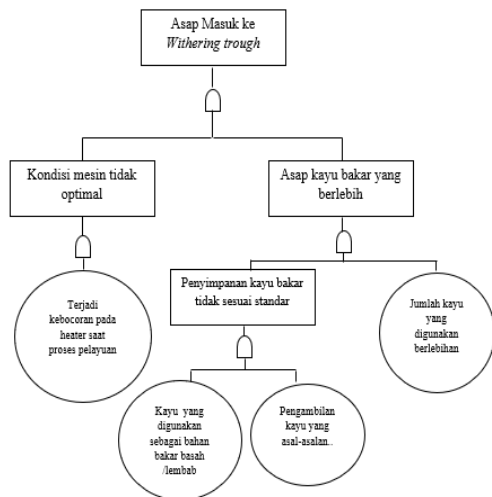 Asap Masuk ke
Withering trough
Kondisi mesin tidak
optimal
Asap kayu bakar yang
berlebih
Terjadi
kebocoran pada
heater saat
proses pelayuan
Penyimpanan kayu bakar
tidak sesuai standar
Jumlah kayu
yang
digunakan
berlebihan
Kayu yang
digunakan
sebagai bahan
bakar basah
/lembab
Pengambilan
kayu yang
asal-asalan..